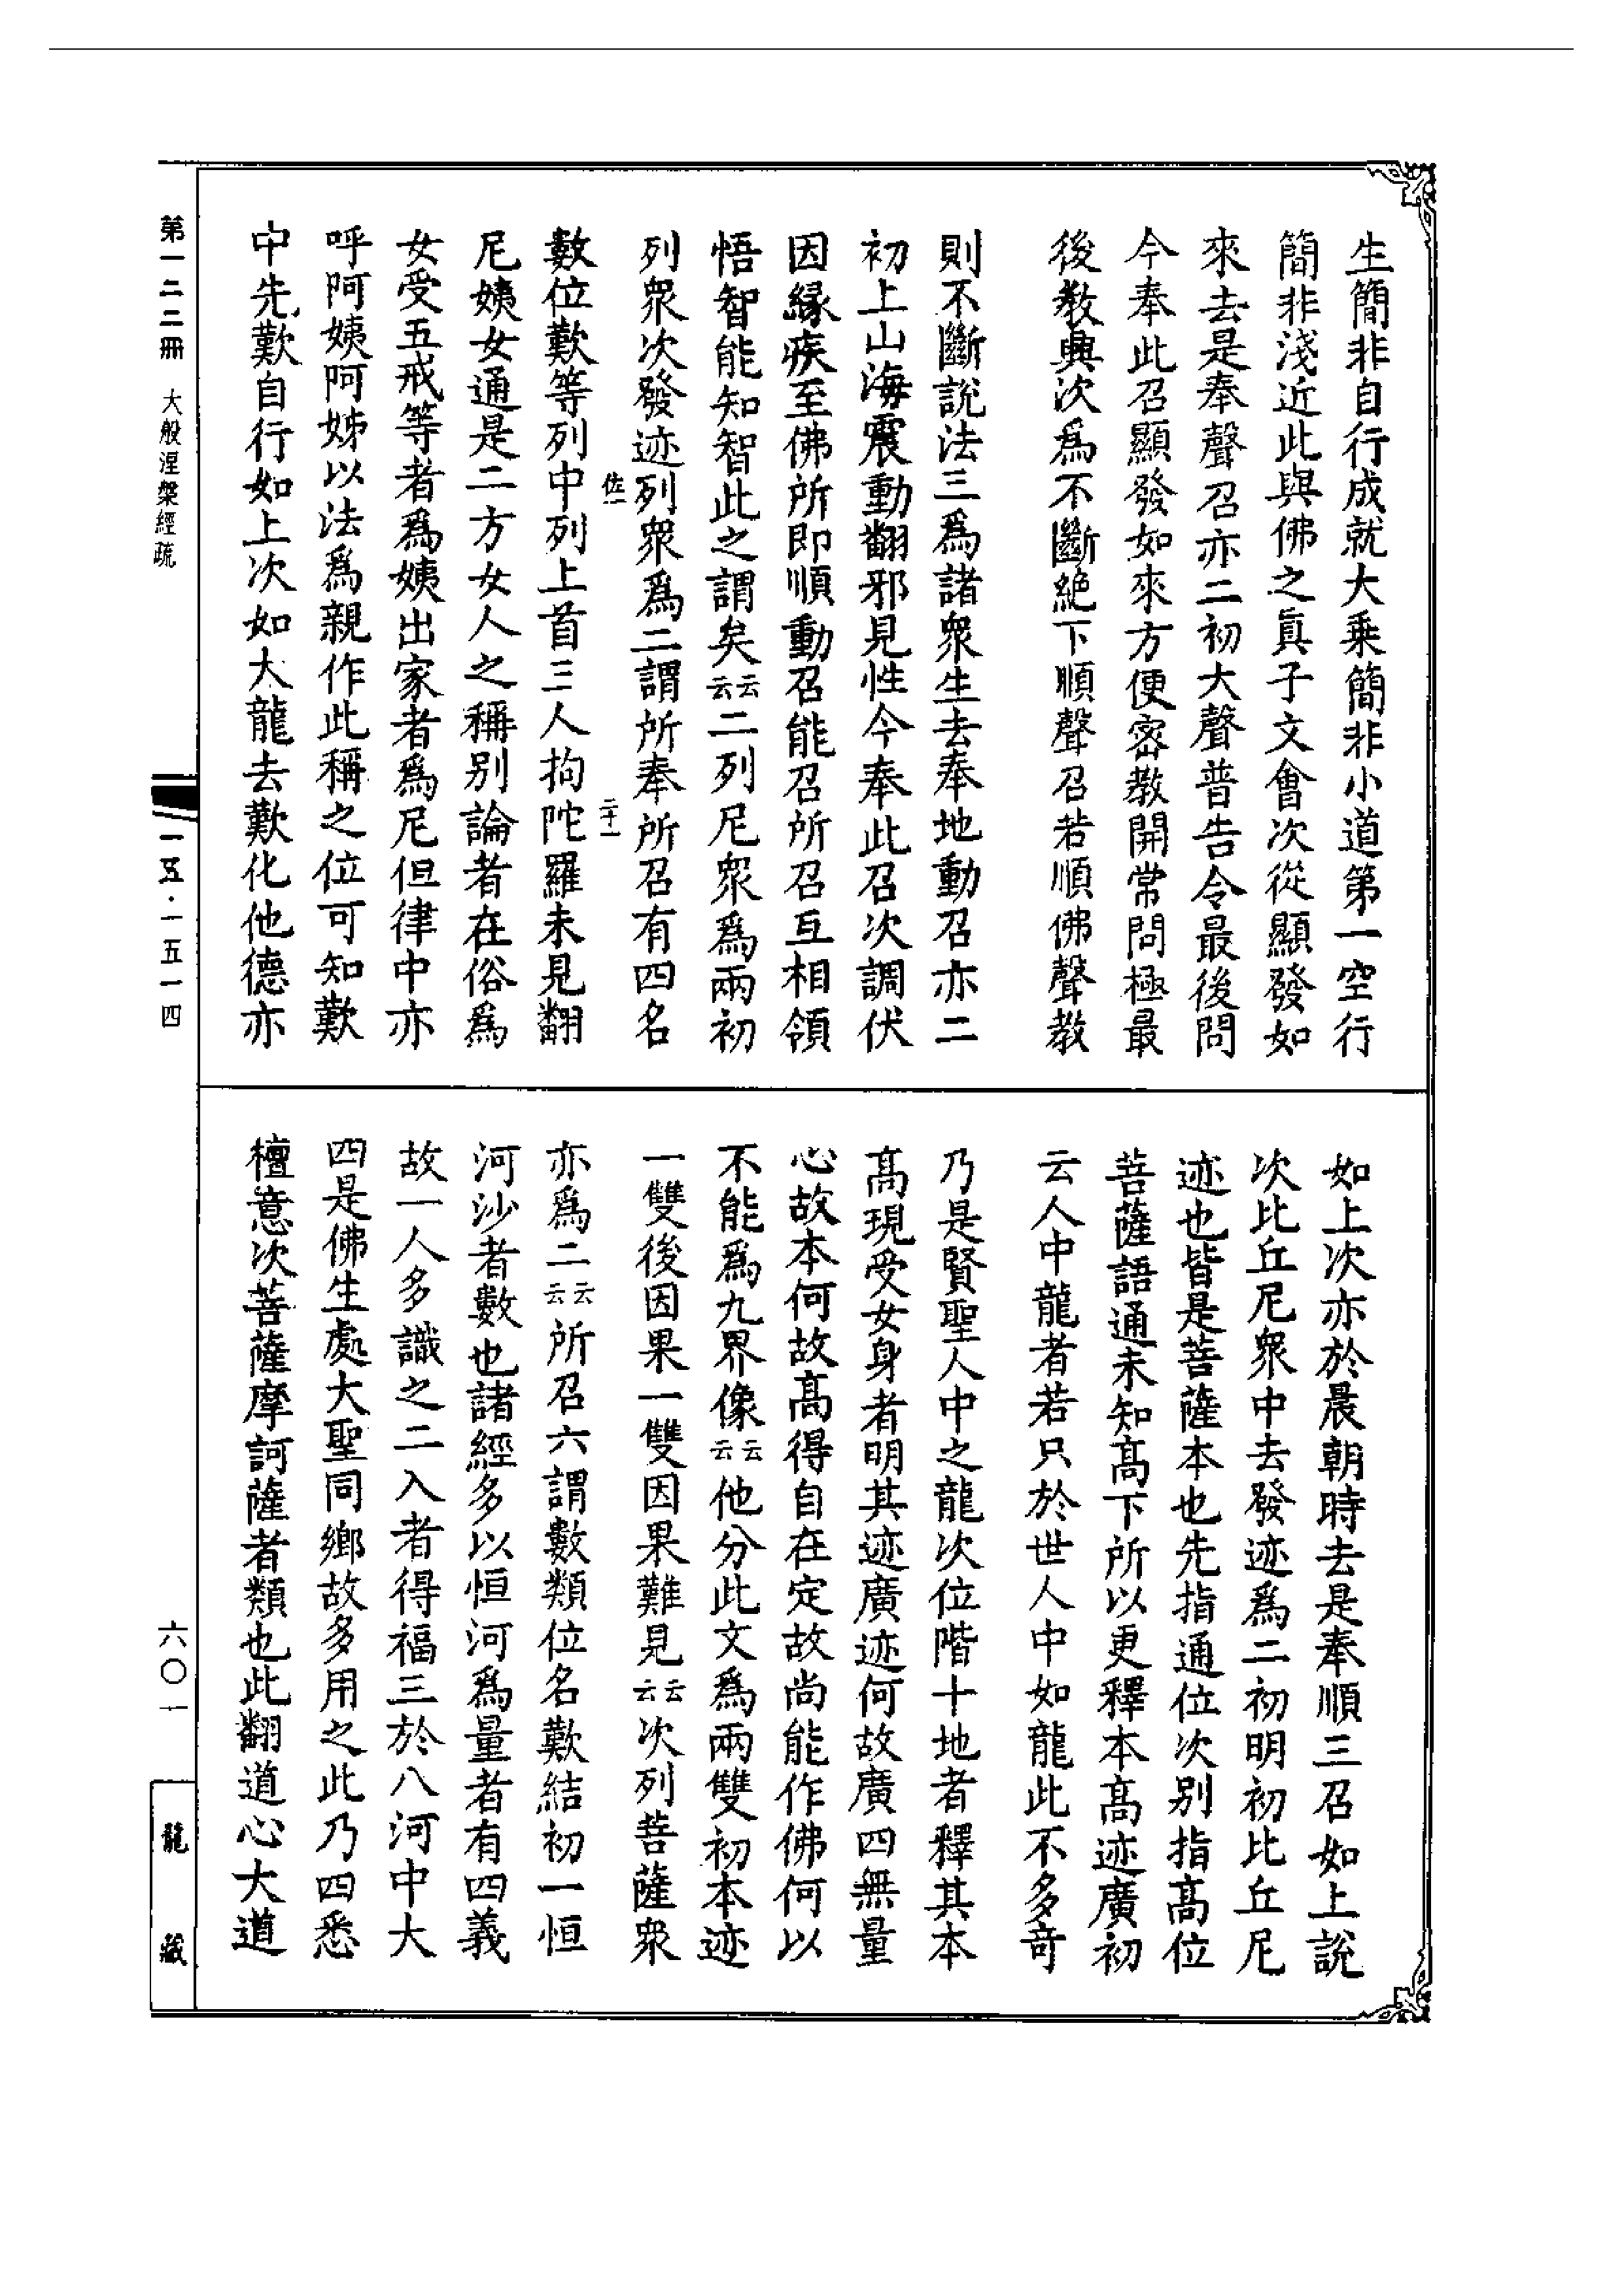 生簡非自行成就大乗簡非小道第一空行
簡非淺近此與佛之眞子文會次從顯發如
來去是奉聲召亦二初大聲普告令最後問
今奉此召顯發如來方便密教開常問極最
後教興次爲不斷絶下順聲召若順佛聲教
則不斷說法三爲諸衆生去奉地動召亦二
初上山海震動翻邪見性今奉此召次調伏
因緣疾至佛所即順動召能召所召互相領
悟智能知智此之謂矣云云二列尼衆爲兩初
列衆次發迹列衆爲二謂所奉所召有四名
數位歎等列中列上首三人拘陀羅未見翻
尼姨女通是二方女人之稱別論者在俗爲
女受五戒等者爲姨出家者爲尼但律中亦
呼阿姨阿姊以法爲親作此稱之位可知歎
中先歎自行如上次如大龍去歎化他德亦
佐一
二十一
如上次亦於晨朝時去是奉順三召如上說
次比丘尼衆中去發迹爲二初明初比丘尼
迹也皆是菩薩本也先指通位次別指高位
菩薩語通未知髙下所以更釋本髙迹廣初
云人中龍者若只於世人中如龍此不多奇
乃是賢聖人中之龍次位階十地者釋其本
髙現受女身者明其迹廣迹何故廣四無量
心故本何故髙得自在定故尚能作佛何以
不能爲九界像云云他分此文爲兩雙初本迹
一雙後因果一雙因果難見云云次列菩薩衆
亦爲二云云所召六謂數類位名歎結初一恒
河沙者數也諸經多以恒河爲量者有四義
故一人多識之二入者得福三於八河中大
四是佛生處大聖同鄉故多用之此乃四悉
檀意次菩薩摩訶薩者類也此翻道心大道
第一二二冊 大般涅槃經疏
一五·一五一四
六〇一
龍藏